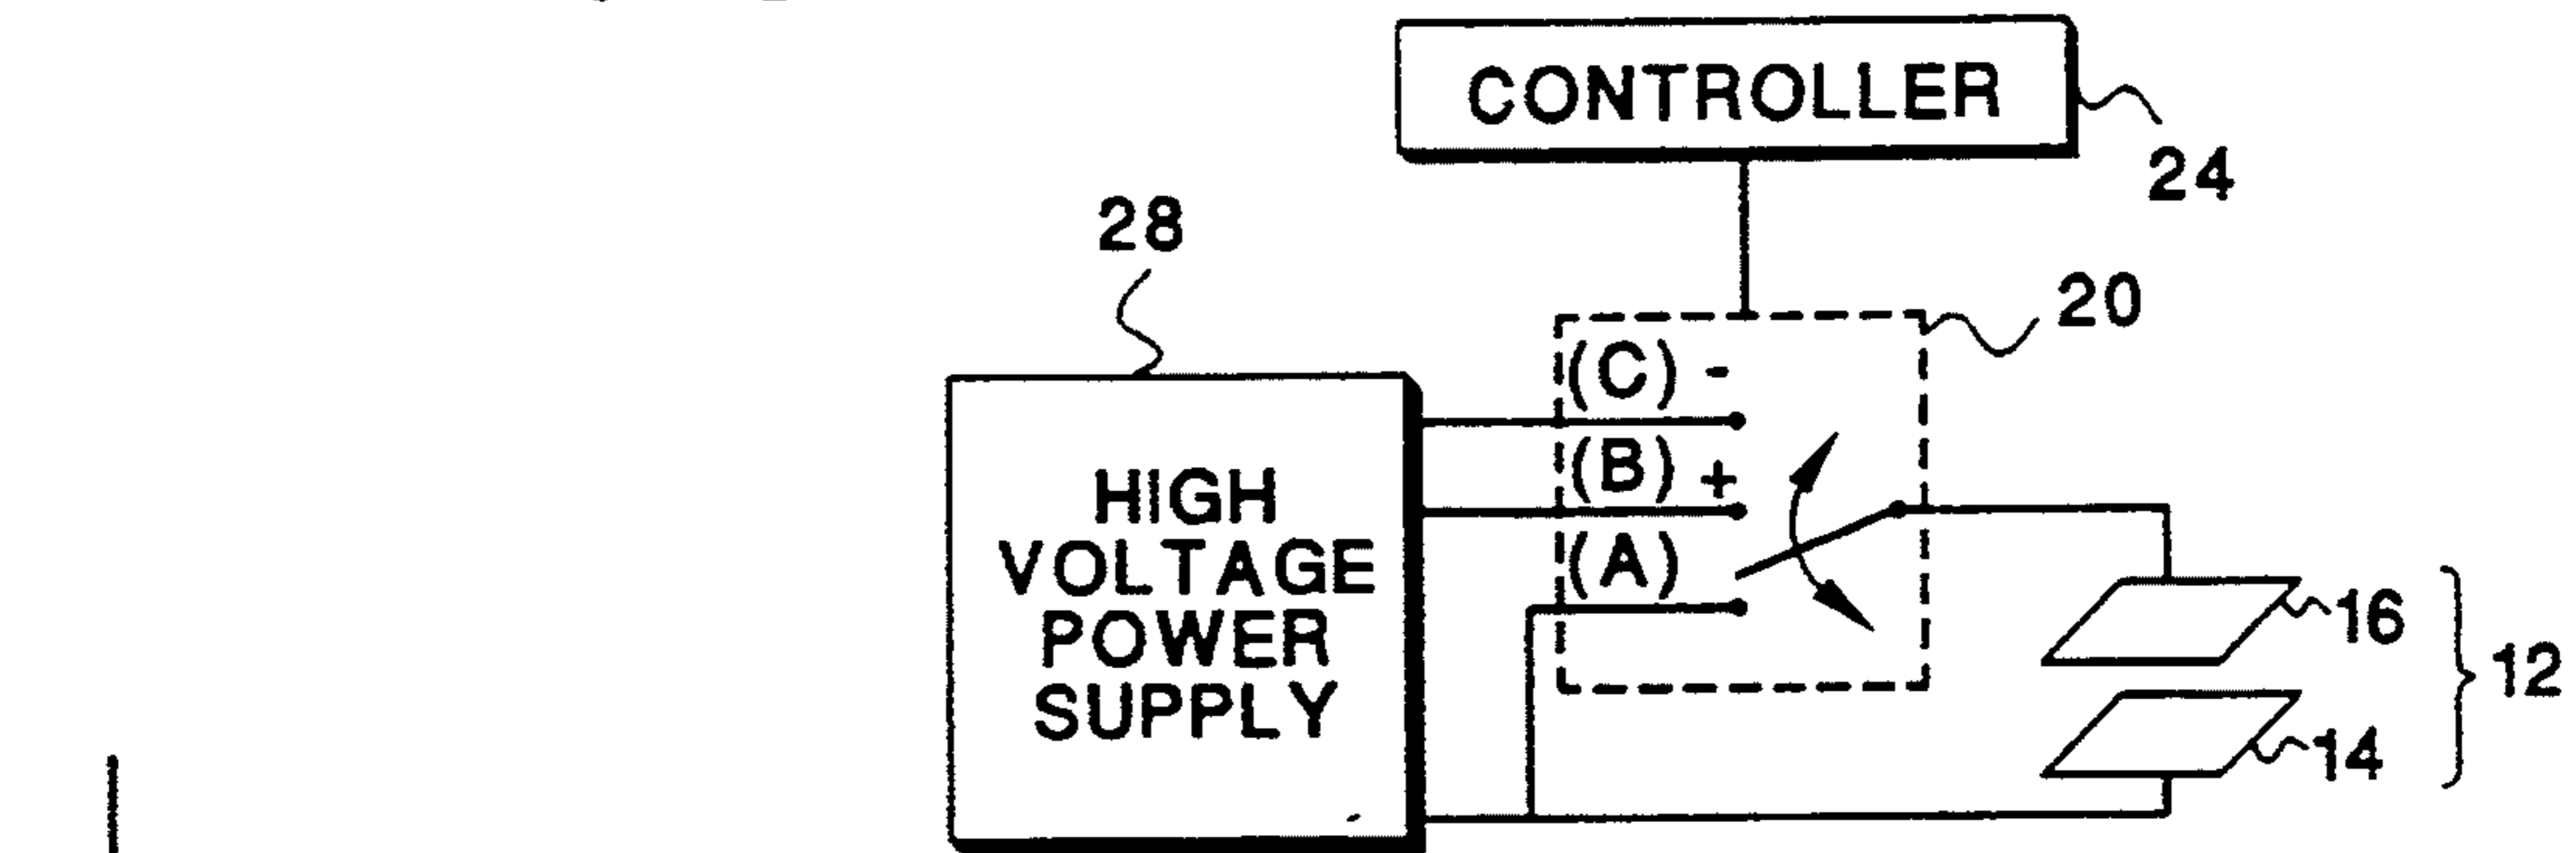 CONTROLLER
24
28
20
(C) -
(B) +
(A)
HIGH
VOLTAGE
POWER
SUPPLY
16
12
14